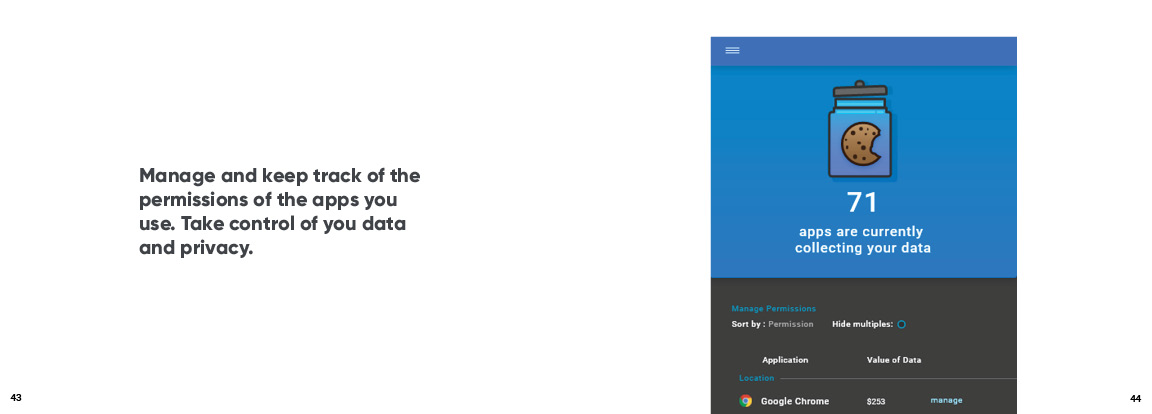 Manage and keep track of the
permissions of the apps you
use. Take control of you data
and privacy.
43
71
apps are currently
collecting your data
Manage Permissions
Sort by : Permission Hide multiples:
Application Value of Data
Location
Google Chrome $253 manage
44